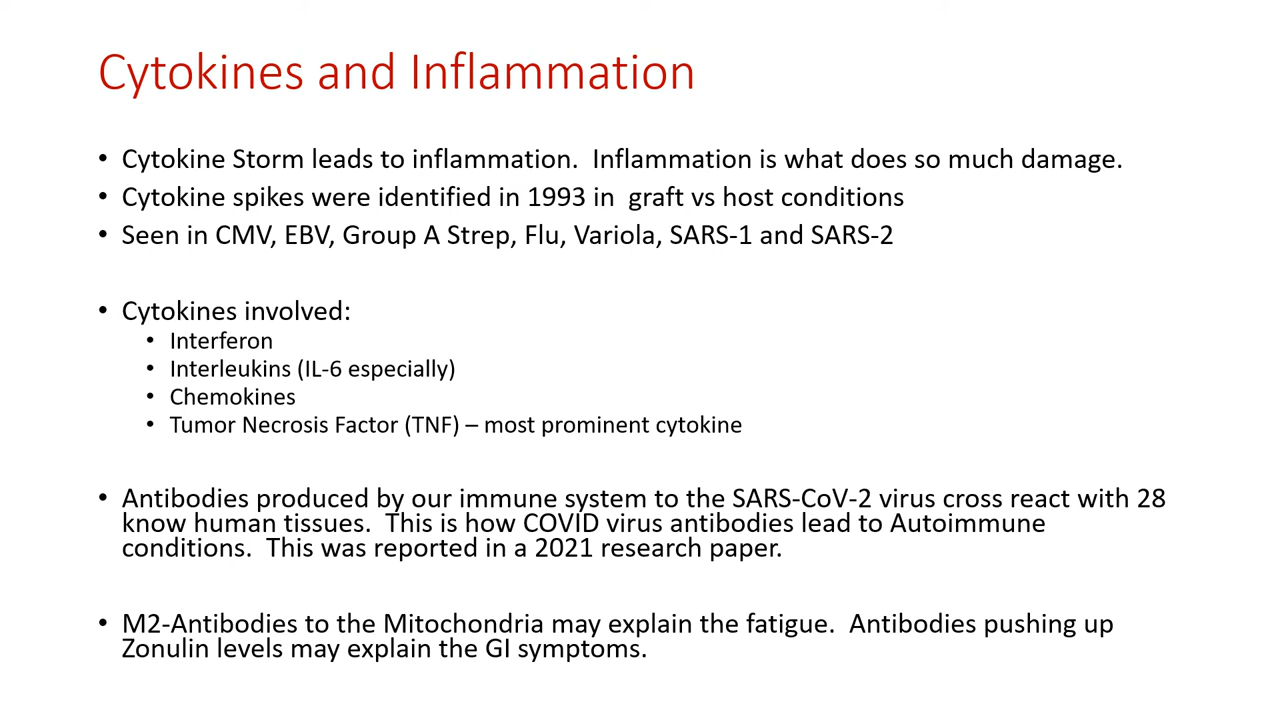 Cytokines and Inflammation
• Cytokine Storm leads to inflammation.  Inflammation is what does so much damage.
• Cytokine spikes were identified in 1993 in  graft vs host conditions
• Seen in CMV, EBV, Group A Strep, Flu, Variola, SARS-1 and SARS-2
• Cytokines involved:
• Interferon
• Interleukins (IL-6 especially)
• Chemokines
• Tumor Necrosis Factor (TNF) – most prominent cytokine
• Antibodies produced by our immune system to the SARS-CoV-2 virus cross react with 28
know human tissues.  This is how COVID virus antibodies lead to Autoimmune
conditions.  This was reported in a 2021 research paper.
• M2-Antibodies to the Mitochondria may explain the fatigue.  Antibodies pushing up
Zonulin levels may explain the GI symptoms.